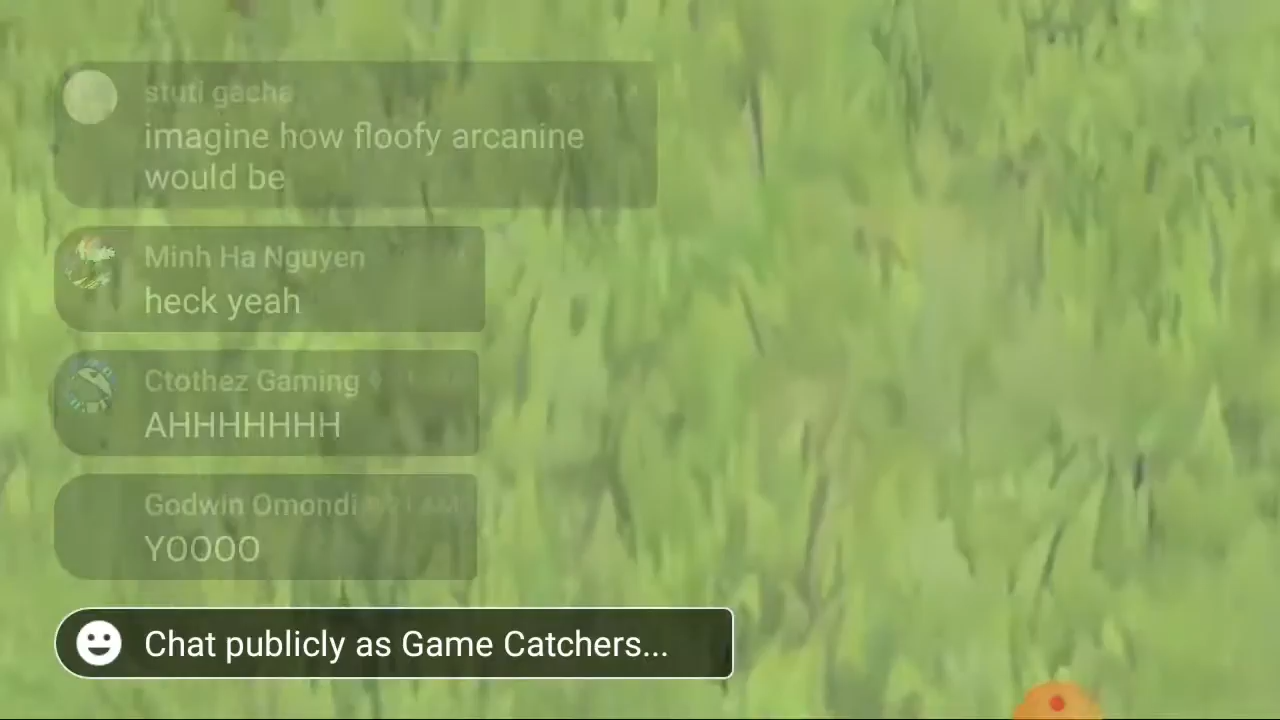 stuti gacha
imagine how floofy arcanine
would be
Minh Ha Nguyen
heck yeah
Ctothez Gaming
AHHHHHHH
Godwin Omondi
YOOOO
Chat publicly as Game Catchers...